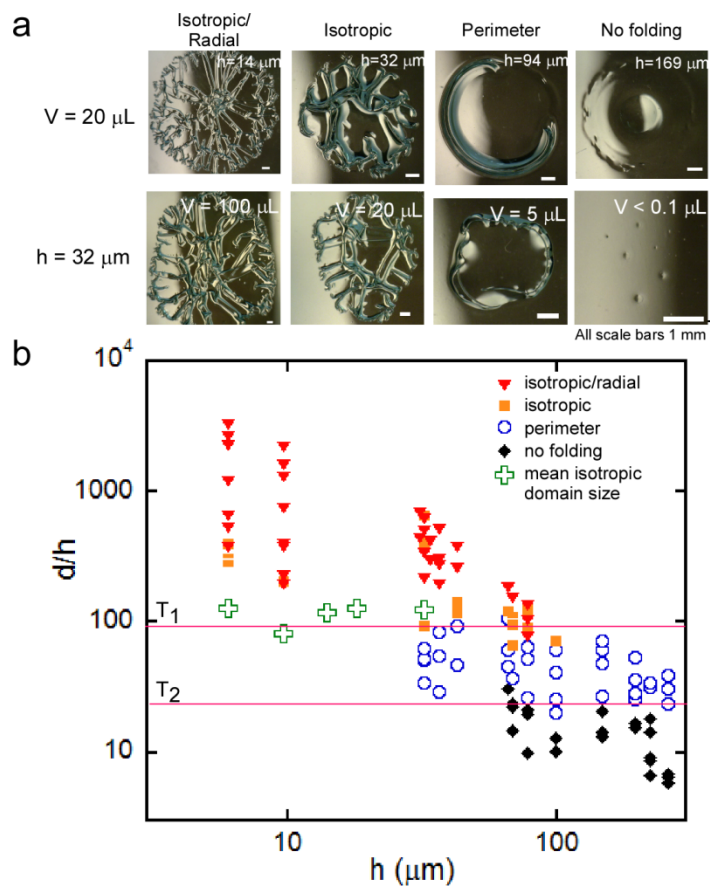 a
Isotropic/
Radial
Isotropic
Perimeter
No folding
V = 20 μL
h=14 μm
h=32 μm
h=94 μm
h=169 μm
h = 32 μm
V = 100 μL
V = 20 μL
V = 5 μL
V < 0.1 μL
All scale bars 1 mm
b
10⁴
1000
100
10
d/h
T₁
T₂
isotropic/radial
isotropic
perimeter
no folding
mean isotropic
domain size
10
100
h (μm)